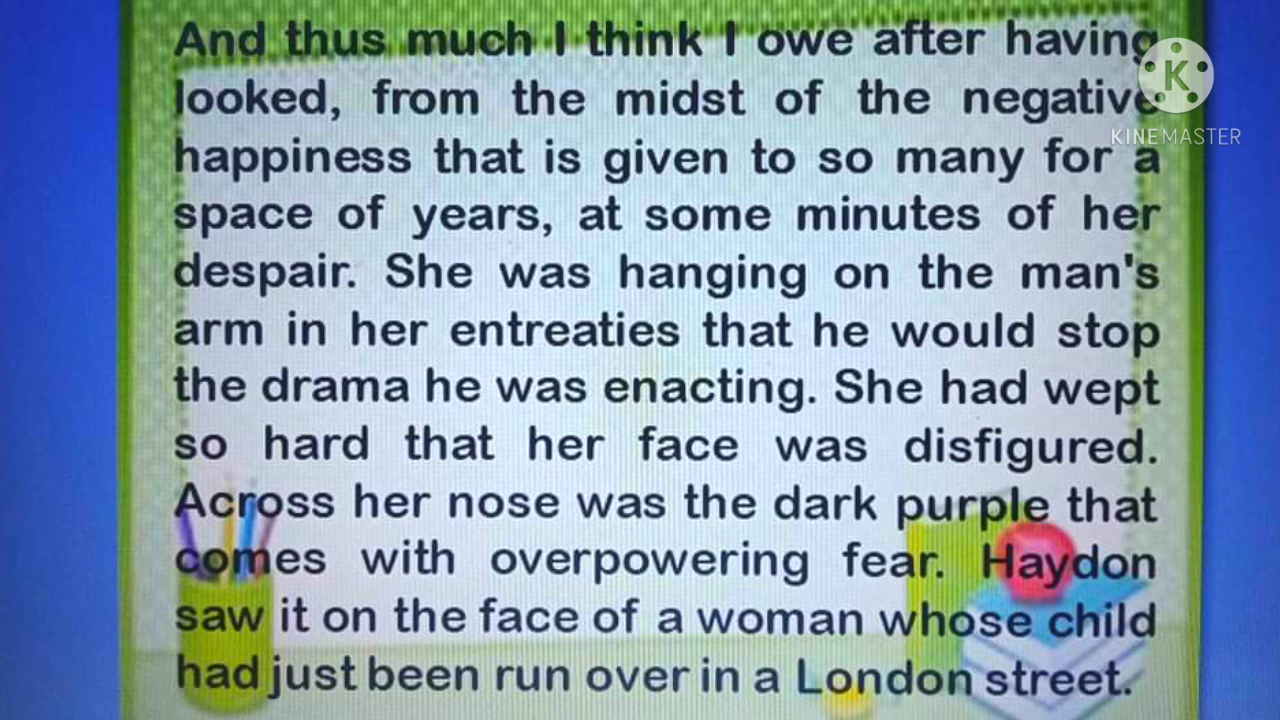 And thus much I think I owe after having
looked, from the midst of the negative
happiness that is given to so many for a
space of years, at some minutes of her
despair. She was hanging on the man's
arm in her entreaties that he would stop
the drama he was enacting. She had wept
so hard that her face was disfigured.
Across her nose was the dark purple that
comes with overpowering fear. Haydon
saw it on the face of a woman whose child
had just been run over in a London street.
K
KINEMASTER